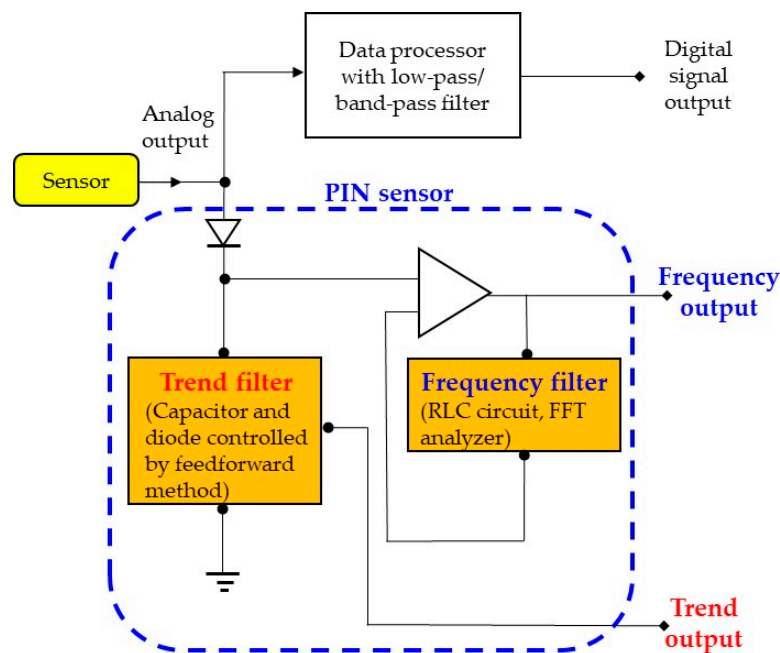 Data processor
with low-pass/
band-pass filter
Digital
signal
output
Analog
output
Sensor
PIN sensor
Frequency
output
Trend filter
(Capacitor and
diode controlled
by feedforward
method)
Frequency filter
(RLC circuit, FFT
analyzer)
Trend
output